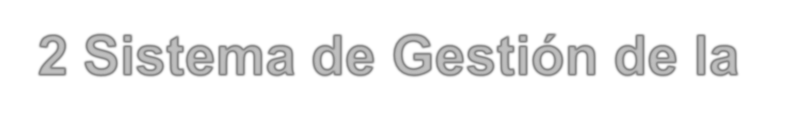 2 Sistema de Gestión de la